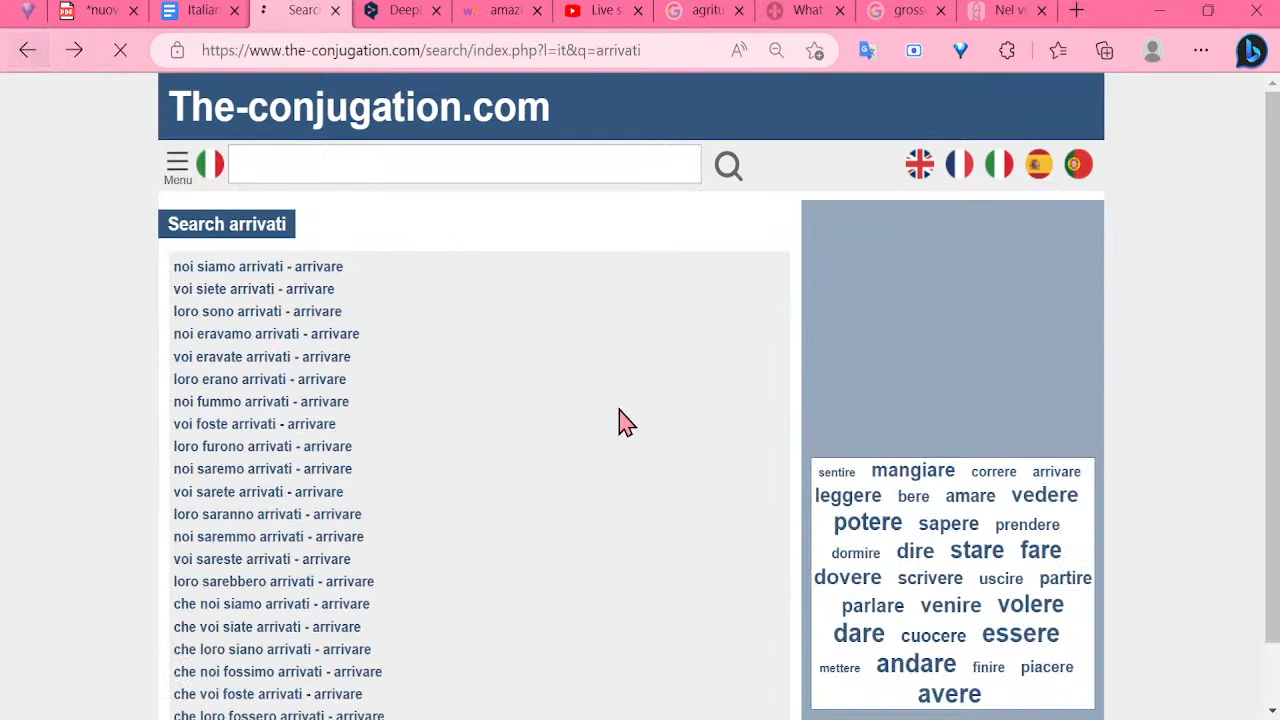 *nuov
Italian
Searc
DeepL
amazi
Live s
agritu
What
gross
Nel vi
https://www.the-conjugation.com/search/index.php?l=it&q=arrivati
The-conjugation.com
Menu
Search arrivati
noi siamo arrivati - arrivare
voi siete arrivati - arrivare
loro sono arrivati - arrivare
noi eravamo arrivati - arrivare
voi eravate arrivati - arrivare
loro erano arrivati - arrivare
noi fummo arrivati - arrivare
voi foste arrivati - arrivare
loro furono arrivati - arrivare
noi saremo arrivati - arrivare
voi sarete arrivati - arrivare
loro saranno arrivati - arrivare
noi saremmo arrivati - arrivare
voi sareste arrivati - arrivare
loro sarebbero arrivati - arrivare
che noi siamo arrivati - arrivare
che voi siate arrivati - arrivare
che loro siano arrivati - arrivare
che noi fossimo arrivati - arrivare
che voi foste arrivati - arrivare
che loro fossero arrivati - arrivare
sentire mangiare correre arrivare
leggere bere amare vedere
potere sapere prendere
dormire dire stare fare
dovere scrivere uscire partire
parlare venire volere
dare cuocere essere
mettere andare finire piacere
avere